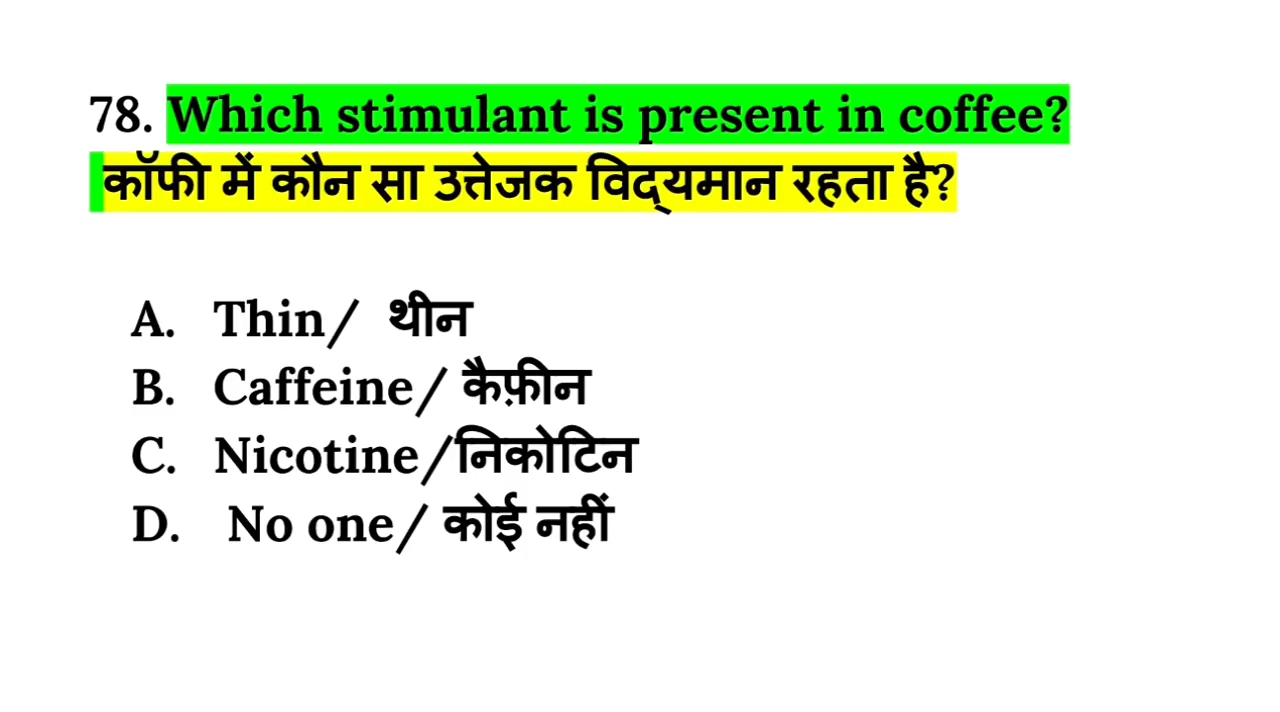 78. Which stimulant is present in coffee?
कॉफी में कौन सा उत्तेजक विद्यमान रहता है?
A. Thin/ थीन
B. Caffeine/ कैफ़ीन
C. Nicotine/निकोटिन
D. No one/ कोई नहीं